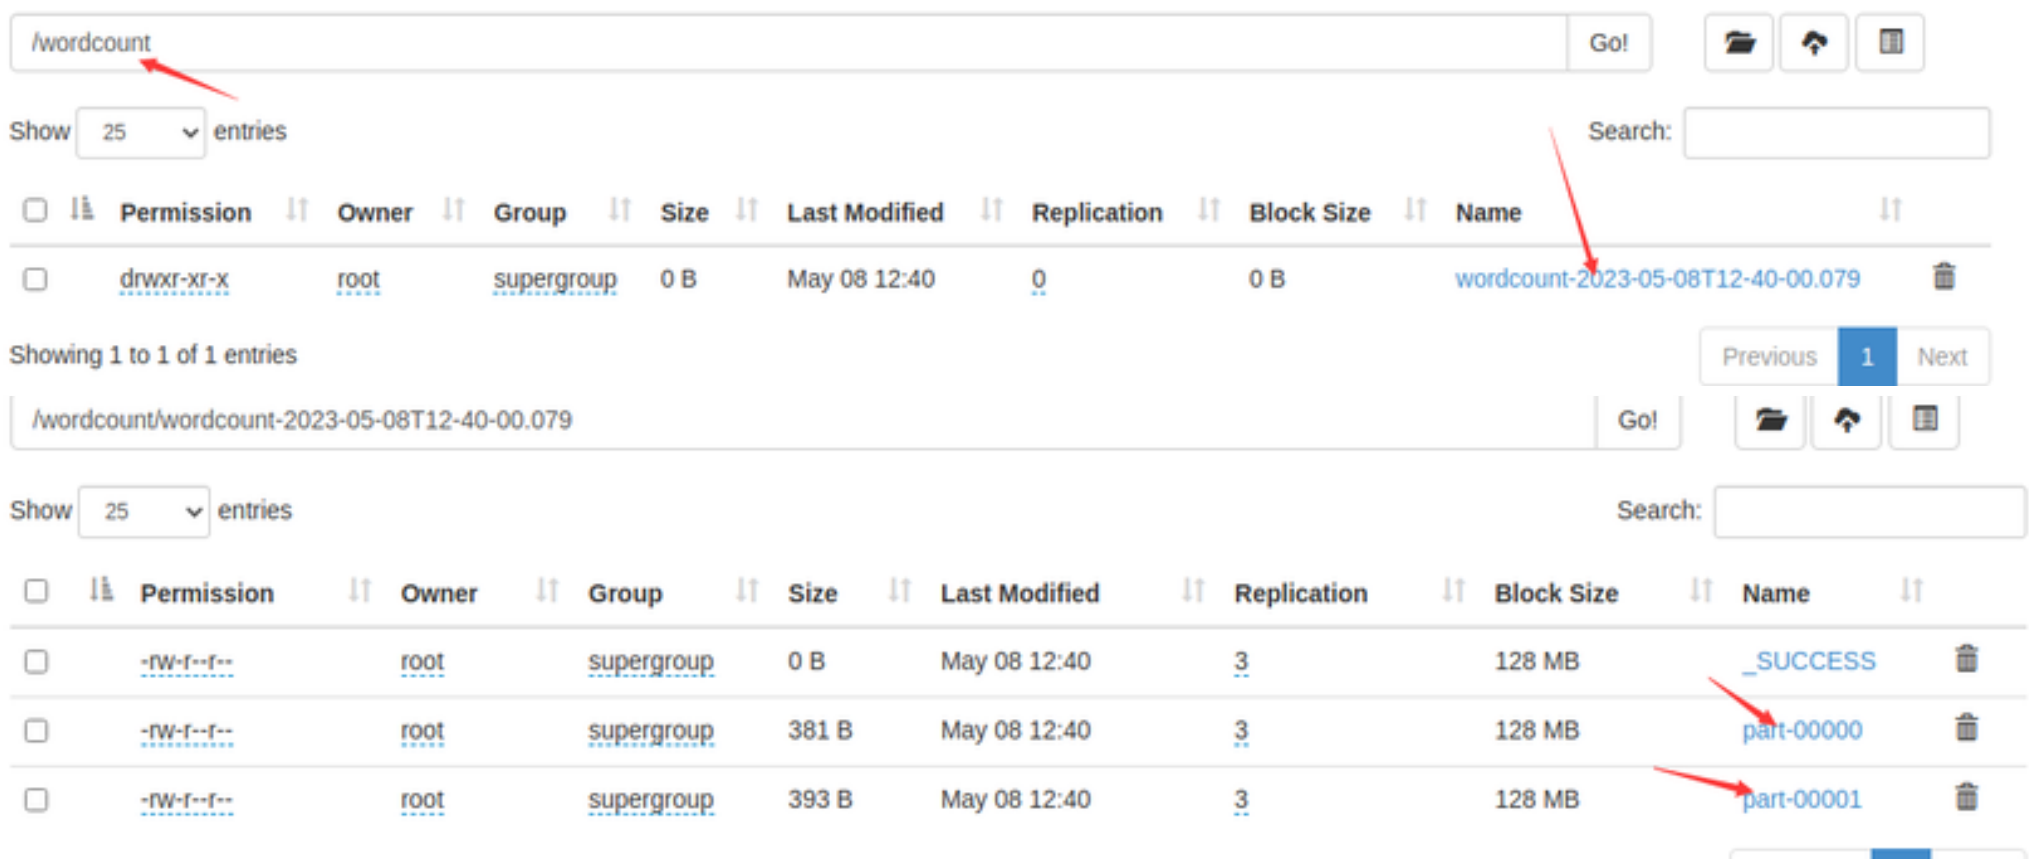 /wordcount Go!
Show 25 entries Search:
Permission Owner Group Size Last Modified Replication Block Size Name
drwxr-xr-x root supergroup 0 B May 08 12:40 0 0 B wordcount-2023-05-08T12-40-00.079
Showing 1 to 1 of 1 entries Previous 1 Next
/wordcount/wordcount-2023-05-08T12-40-00.079 Go!
Show 25 entries Search:
Permission Owner Group Size Last Modified Replication Block Size Name
-rw-r--r-- root supergroup 0 B May 08 12:40 3 128 MB _SUCCESS
-rw-r--r-- root supergroup 381 B May 08 12:40 3 128 MB part-00000
-rw-r--r-- root supergroup 393 B May 08 12:40 3 128 MB part-00001